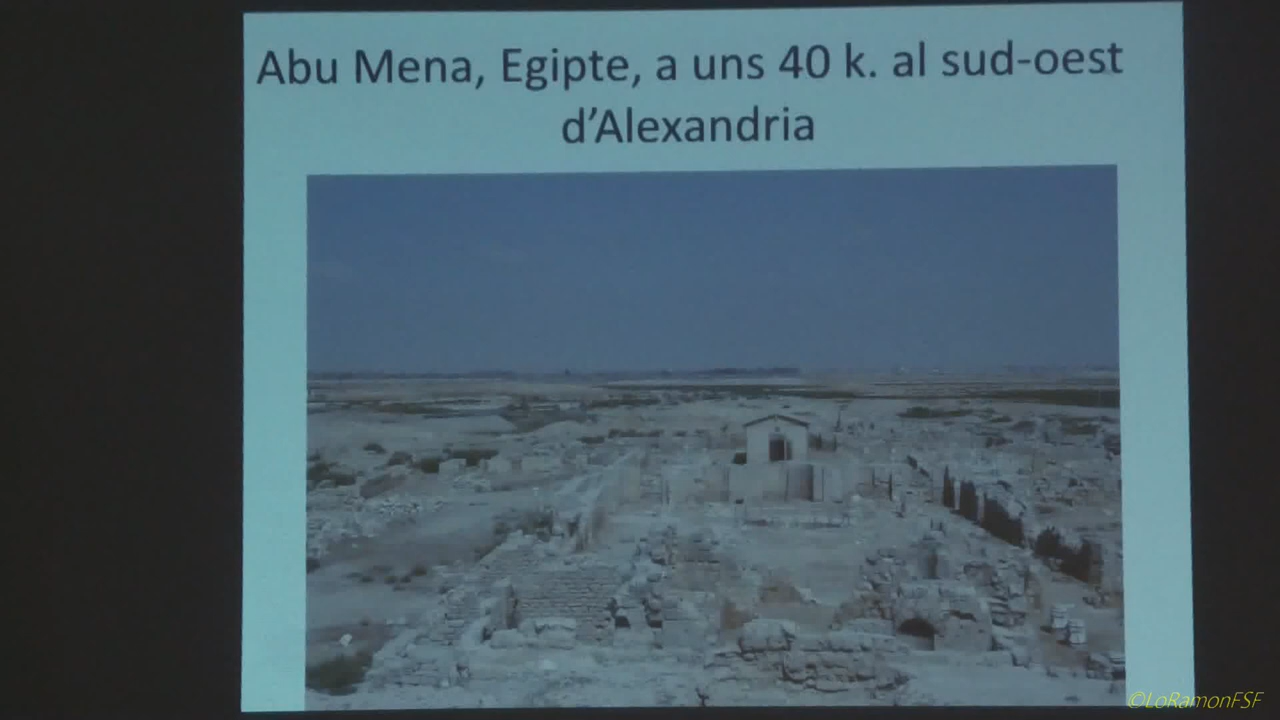 Abu Mena, Egipte, a uns 40 k. al sud-oest
d’Alexandria
©LoRamonFSF